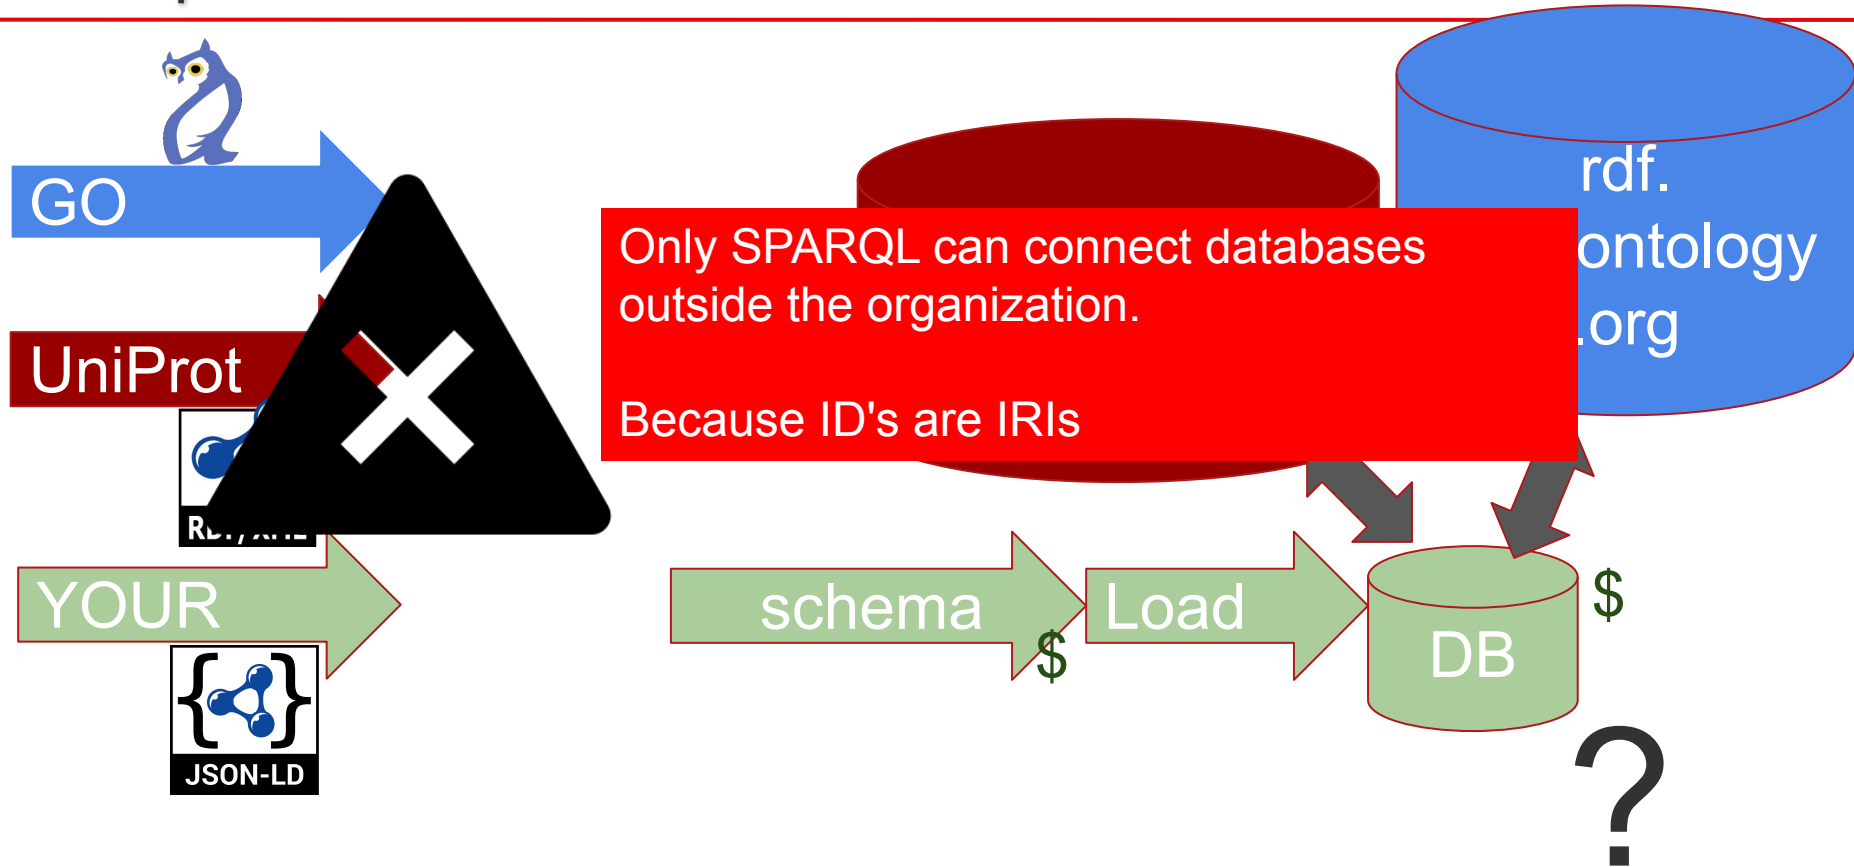 GO
rdf.
ontology
.org
Only SPARQL can connect databases
outside the organization.
Because ID's are IRIs
UniProt
YOUR
schema
$
Load
DB
$
JSON-LD
?